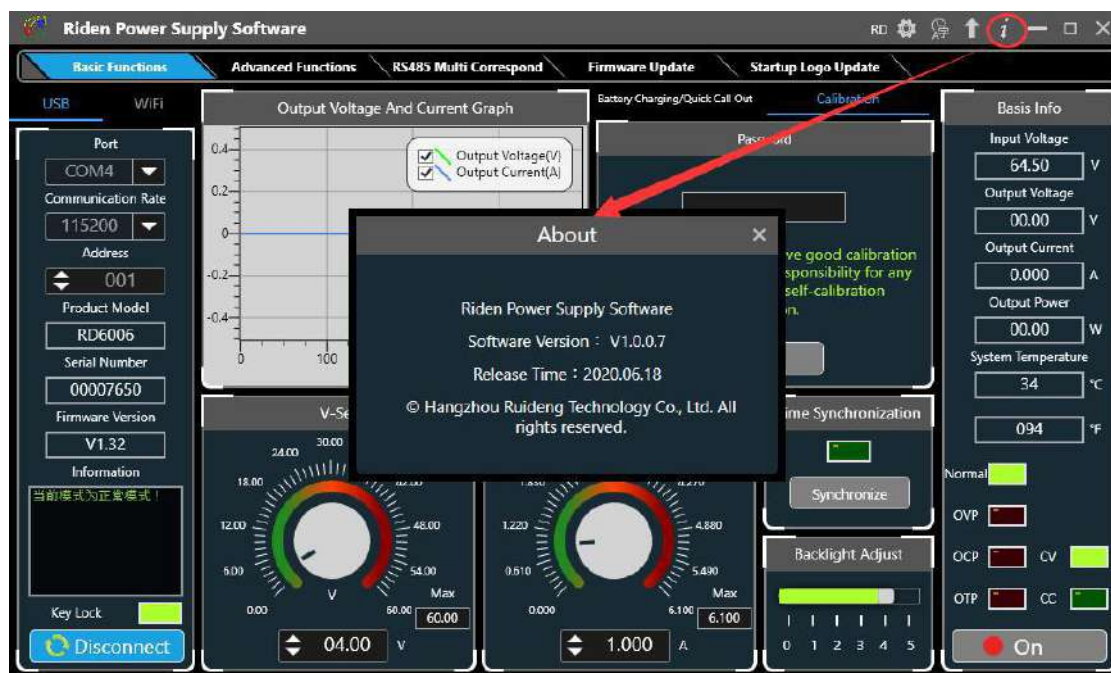 Riden Power Supply Software
RD
i
Basic Functions
Advanced Functions
RS485 Multi Correspond
Firmware Update
Startup Logo Update
USB
WiFi
Port
COM4
Communication Rate
115200
Address
001
Product Model
RD6006
Serial Number
00007650
Firmware Version
V1.32
Information
当前模式为正常模式！
Key Lock
Disconnect
Output Voltage And Current Graph
Output Voltage(V)
Output Current(A)
0.4
0.2
0
-0.2
-0.4
0
100
Battery Charging/Quick Call Out
Calibration
Password
ve good calibration
sponsibility for any
self-calibration
n.
About
Riden Power Supply Software
Software Version： V1.0.0.7
Release Time：2020.06.18
© Hangzhou Ruideng Technology Co., Ltd. All
rights reserved.
V-Se
0.00
6.00
12.00
18.00
24.00
30.00
48.00
54.00
60.00
V
Max
60.00
04.00
V
0.000
0.610
1.220
1.830
4.270
4.880
5.490
6.100
A
Max
6.100
1.000
A
ime Synchronization
Synchronize
Backlight Adjust
0 1 2 3 4 5
Basis Info
Input Voltage
64.50 V
Output Voltage
00.00 V
Output Current
0.000 A
Output Power
00.00 W
System Temperature
34 ℃
094 ℉
Normal
OVP
OCP
CV
OTP
CC
On